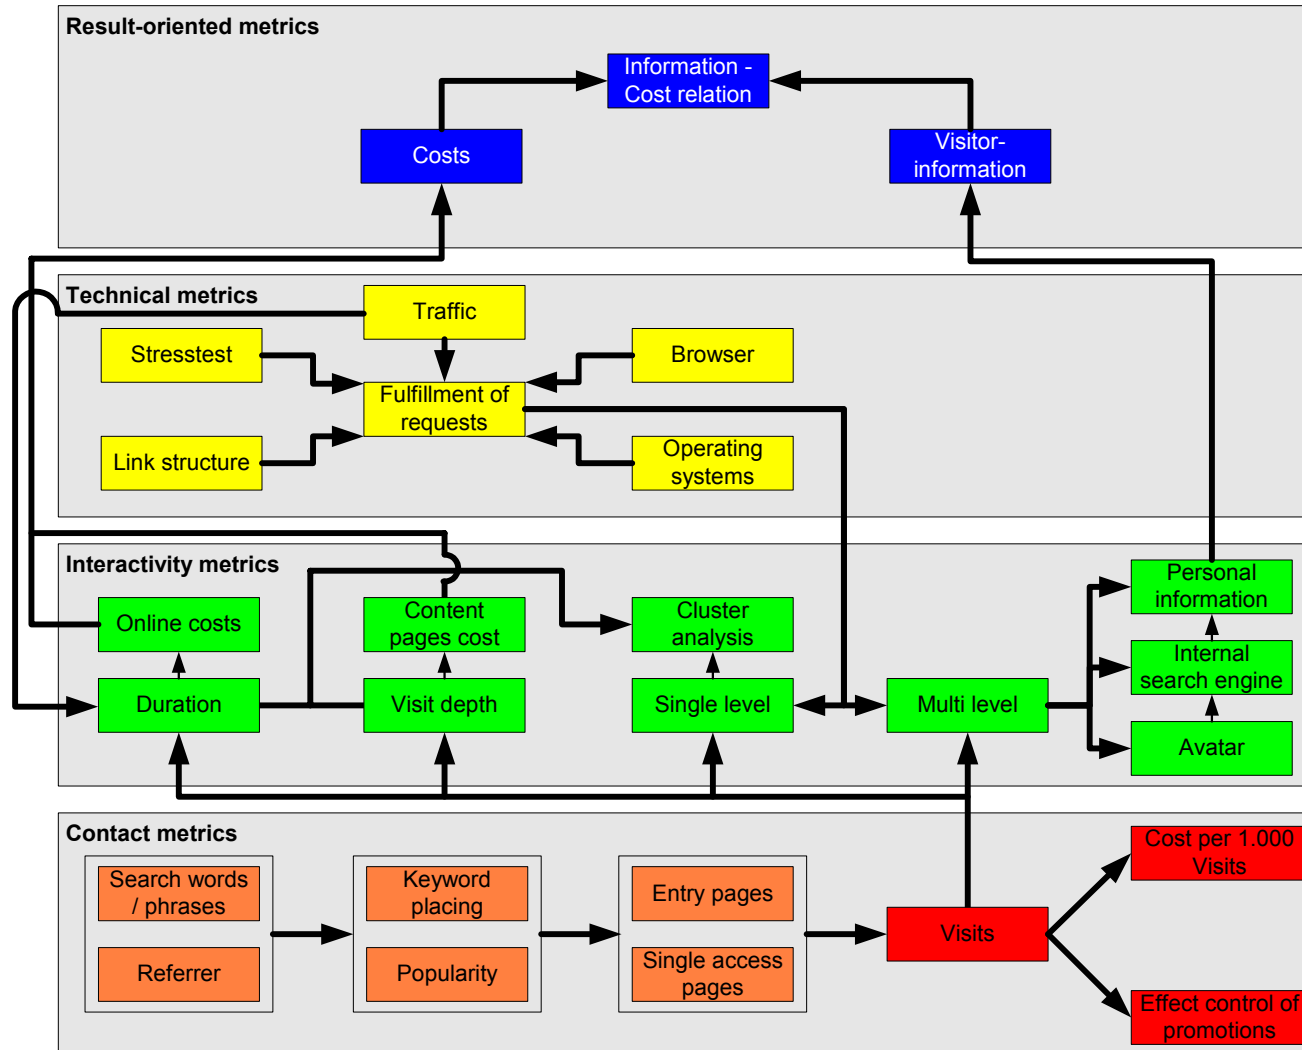 Result-oriented metrics
Information -
Cost relation
Costs
Visitor-
information
Technical metrics
Traffic
Stresstest
Browser
Fulfillment of
requests
Link structure
Operating
systems
Interactivity metrics
Personal
information
Online costs
Content
pages cost
Cluster
analysis
Internal
search engine
Duration
Visit depth
Single level
Multi level
Avatar
Contact metrics
Cost per 1.000
Visits
Search words
/ phrases
Keyword
placing
Entry pages
Visits
Referrer
Popularity
Single access
pages
Effect control of
promotions